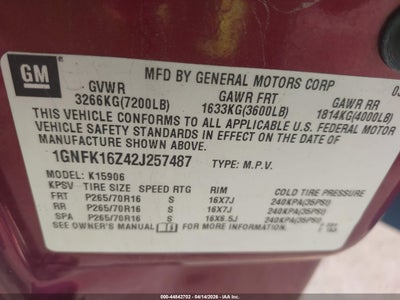 GM
MFD BY GENERAL MOTORS CORP 03
GVWR GAWR FRT GAWR RR
3266KG(7200LB) 1633KG(3600LB) 1814KG(4000LB)
THIS VEHICLE CONFORMS TO ALL APPLICABLE U.S. FEDERAL MOTOR
VEHICLE SAFETY STANDARDS IN EFFECT ON THE DATE OF
MANUFACTURE SHOWN ABOVE.
1GNFK16Z42J257487 TYPE: M.P.V.
MODEL: K15906
KPSV TIRE SIZE SPEED RTG RIM COLD TIRE PRESSURE
FRT P265/70R16 S 16X7J 240KPA(35PSI)
RR P265/70R16 S 16X7J 240KPA(35PSI)
SPA P265/70R16 S 16X6.5J 240KPA(35PSI)
SEE OWNER'S MANUAL FOR MORE INFORMATION.
000-44842702 - 04/14/2026 - IAA